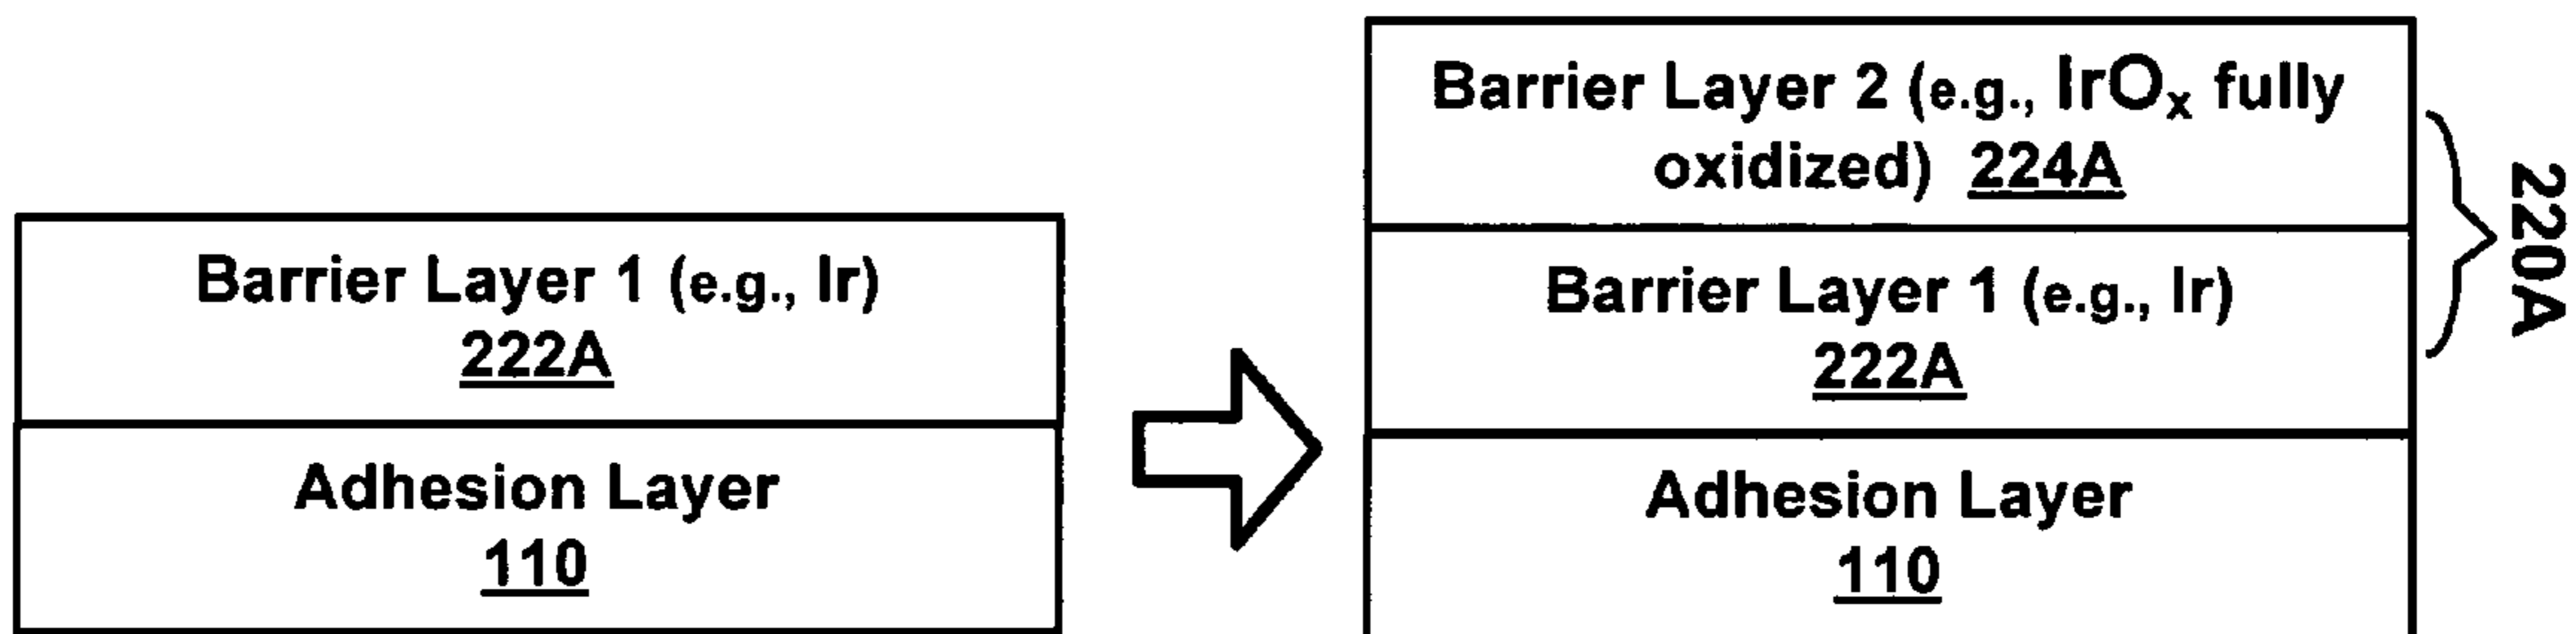 Barrier Layer 1 (e.g., Ir)
222A
Adhesion Layer
110
Barrier Layer 2 (e.g., IrOₓ fully
oxidized) 224A
Barrier Layer 1 (e.g., Ir)
222A
Adhesion Layer
110
220A